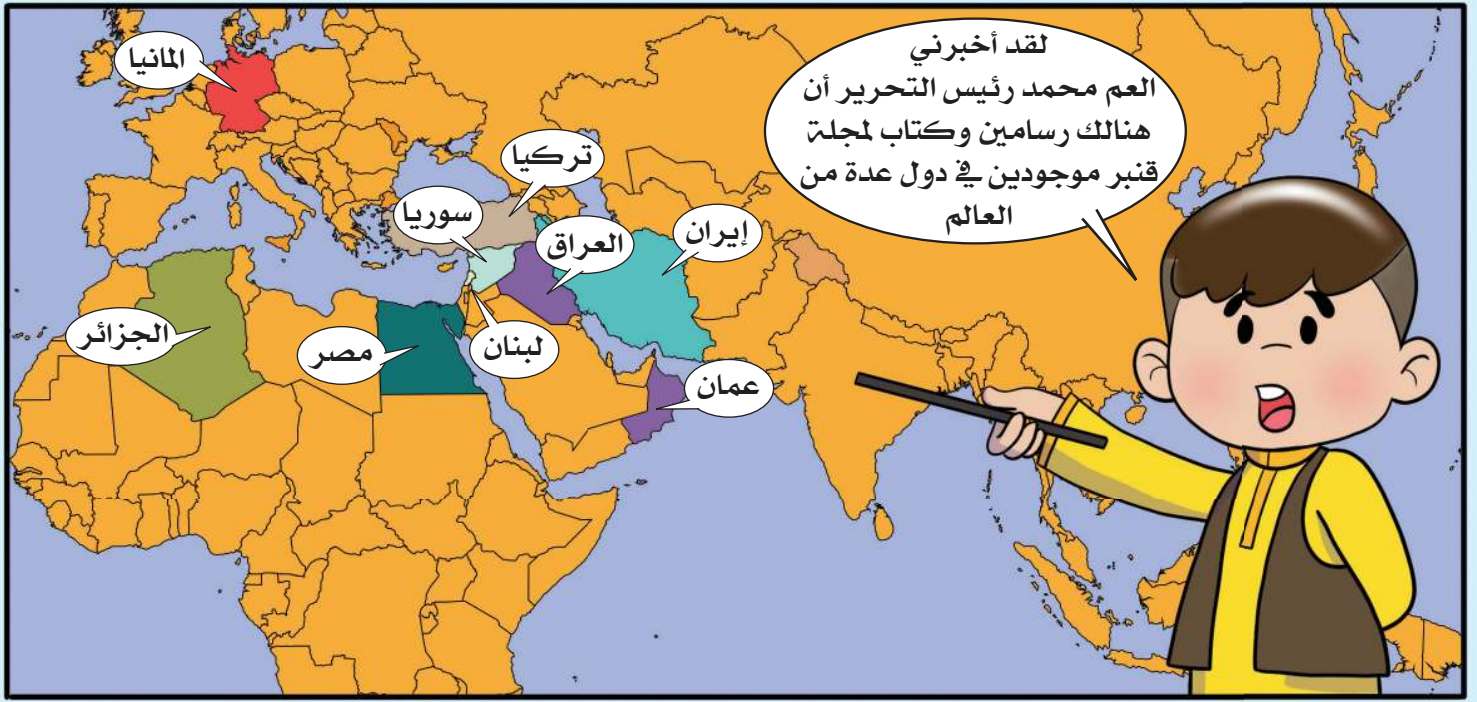 لقد أخبرني
العم محمد رئيس التحرير أن
هنالك رسامين وكتاب لمجلة
قنبر موجودين في دول عدة من
العالم
المانيا
تركيا
سوريا
العراق
إيران
الجزائر
مصر
لبنان
عمان